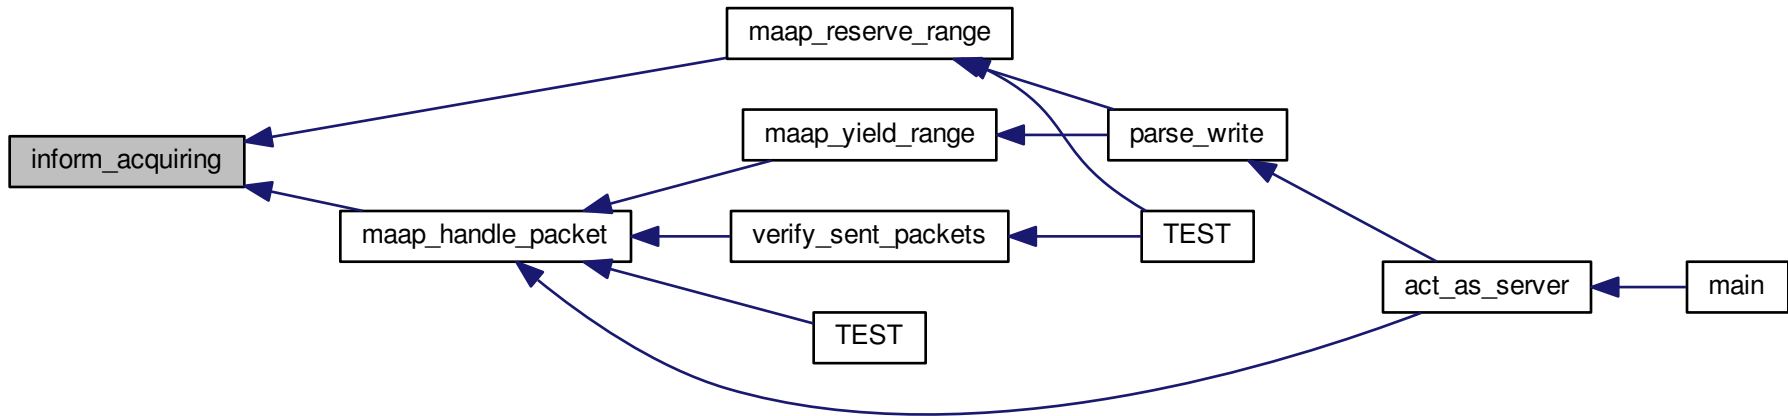 maap_reserve_range
maap_yield_range
parse_write
inform_acquiring
maap_handle_packet
verify_sent_packets
TEST
act_as_server
main
TEST